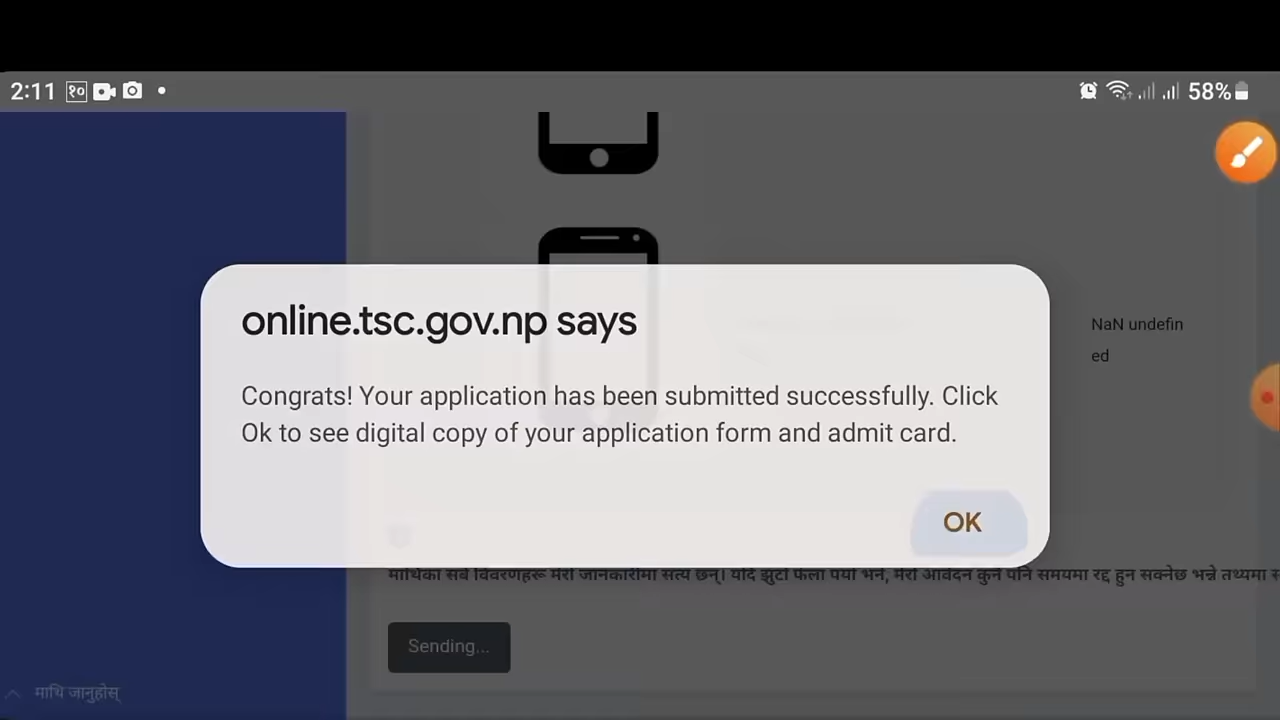 2:11 १० 58%
online.tsc.gov.np says
NaN undefin
ed
Congrats! Your application has been submitted successfully. Click
Ok to see digital copy of your application form and admit card.
OK
माथिका सबै विवरणहरू मेरो जानकारीमा सत्य छन्। यदि झुटो फेला पर्यो भने, मेरो आवेदन कुनै पनि समयमा रद्द हुन सक्नेछ भन्ने तथ्यमा
Sending...
माथि जानुहोस्